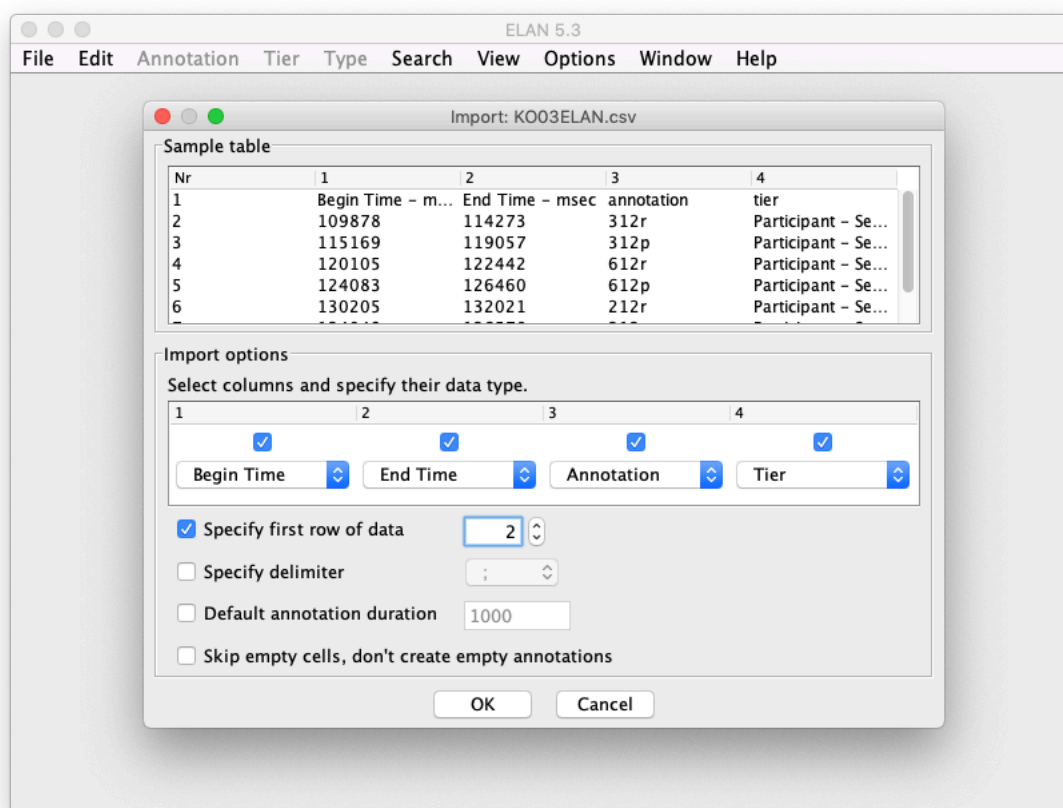 ELAN 5.3
File Edit Annotation Tier Type Search View Options Window Help
Import: KO03ELAN.csv
Sample table
Nr 1 2 3 4
1 Begin Time – m... End Time – msec annotation tier
2 109878 114273 312r Participant – Se...
3 115169 119057 312p Participant – Se...
4 120105 122442 612r Participant – Se...
5 124083 126460 612p Participant – Se...
6 130205 132021 212r Participant – Se...
Import options
Select columns and specify their data type.
1 2 3 4
Begin Time End Time Annotation Tier
Specify first row of data 2
Specify delimiter ;
Default annotation duration 1000
Skip empty cells, don't create empty annotations
OK Cancel